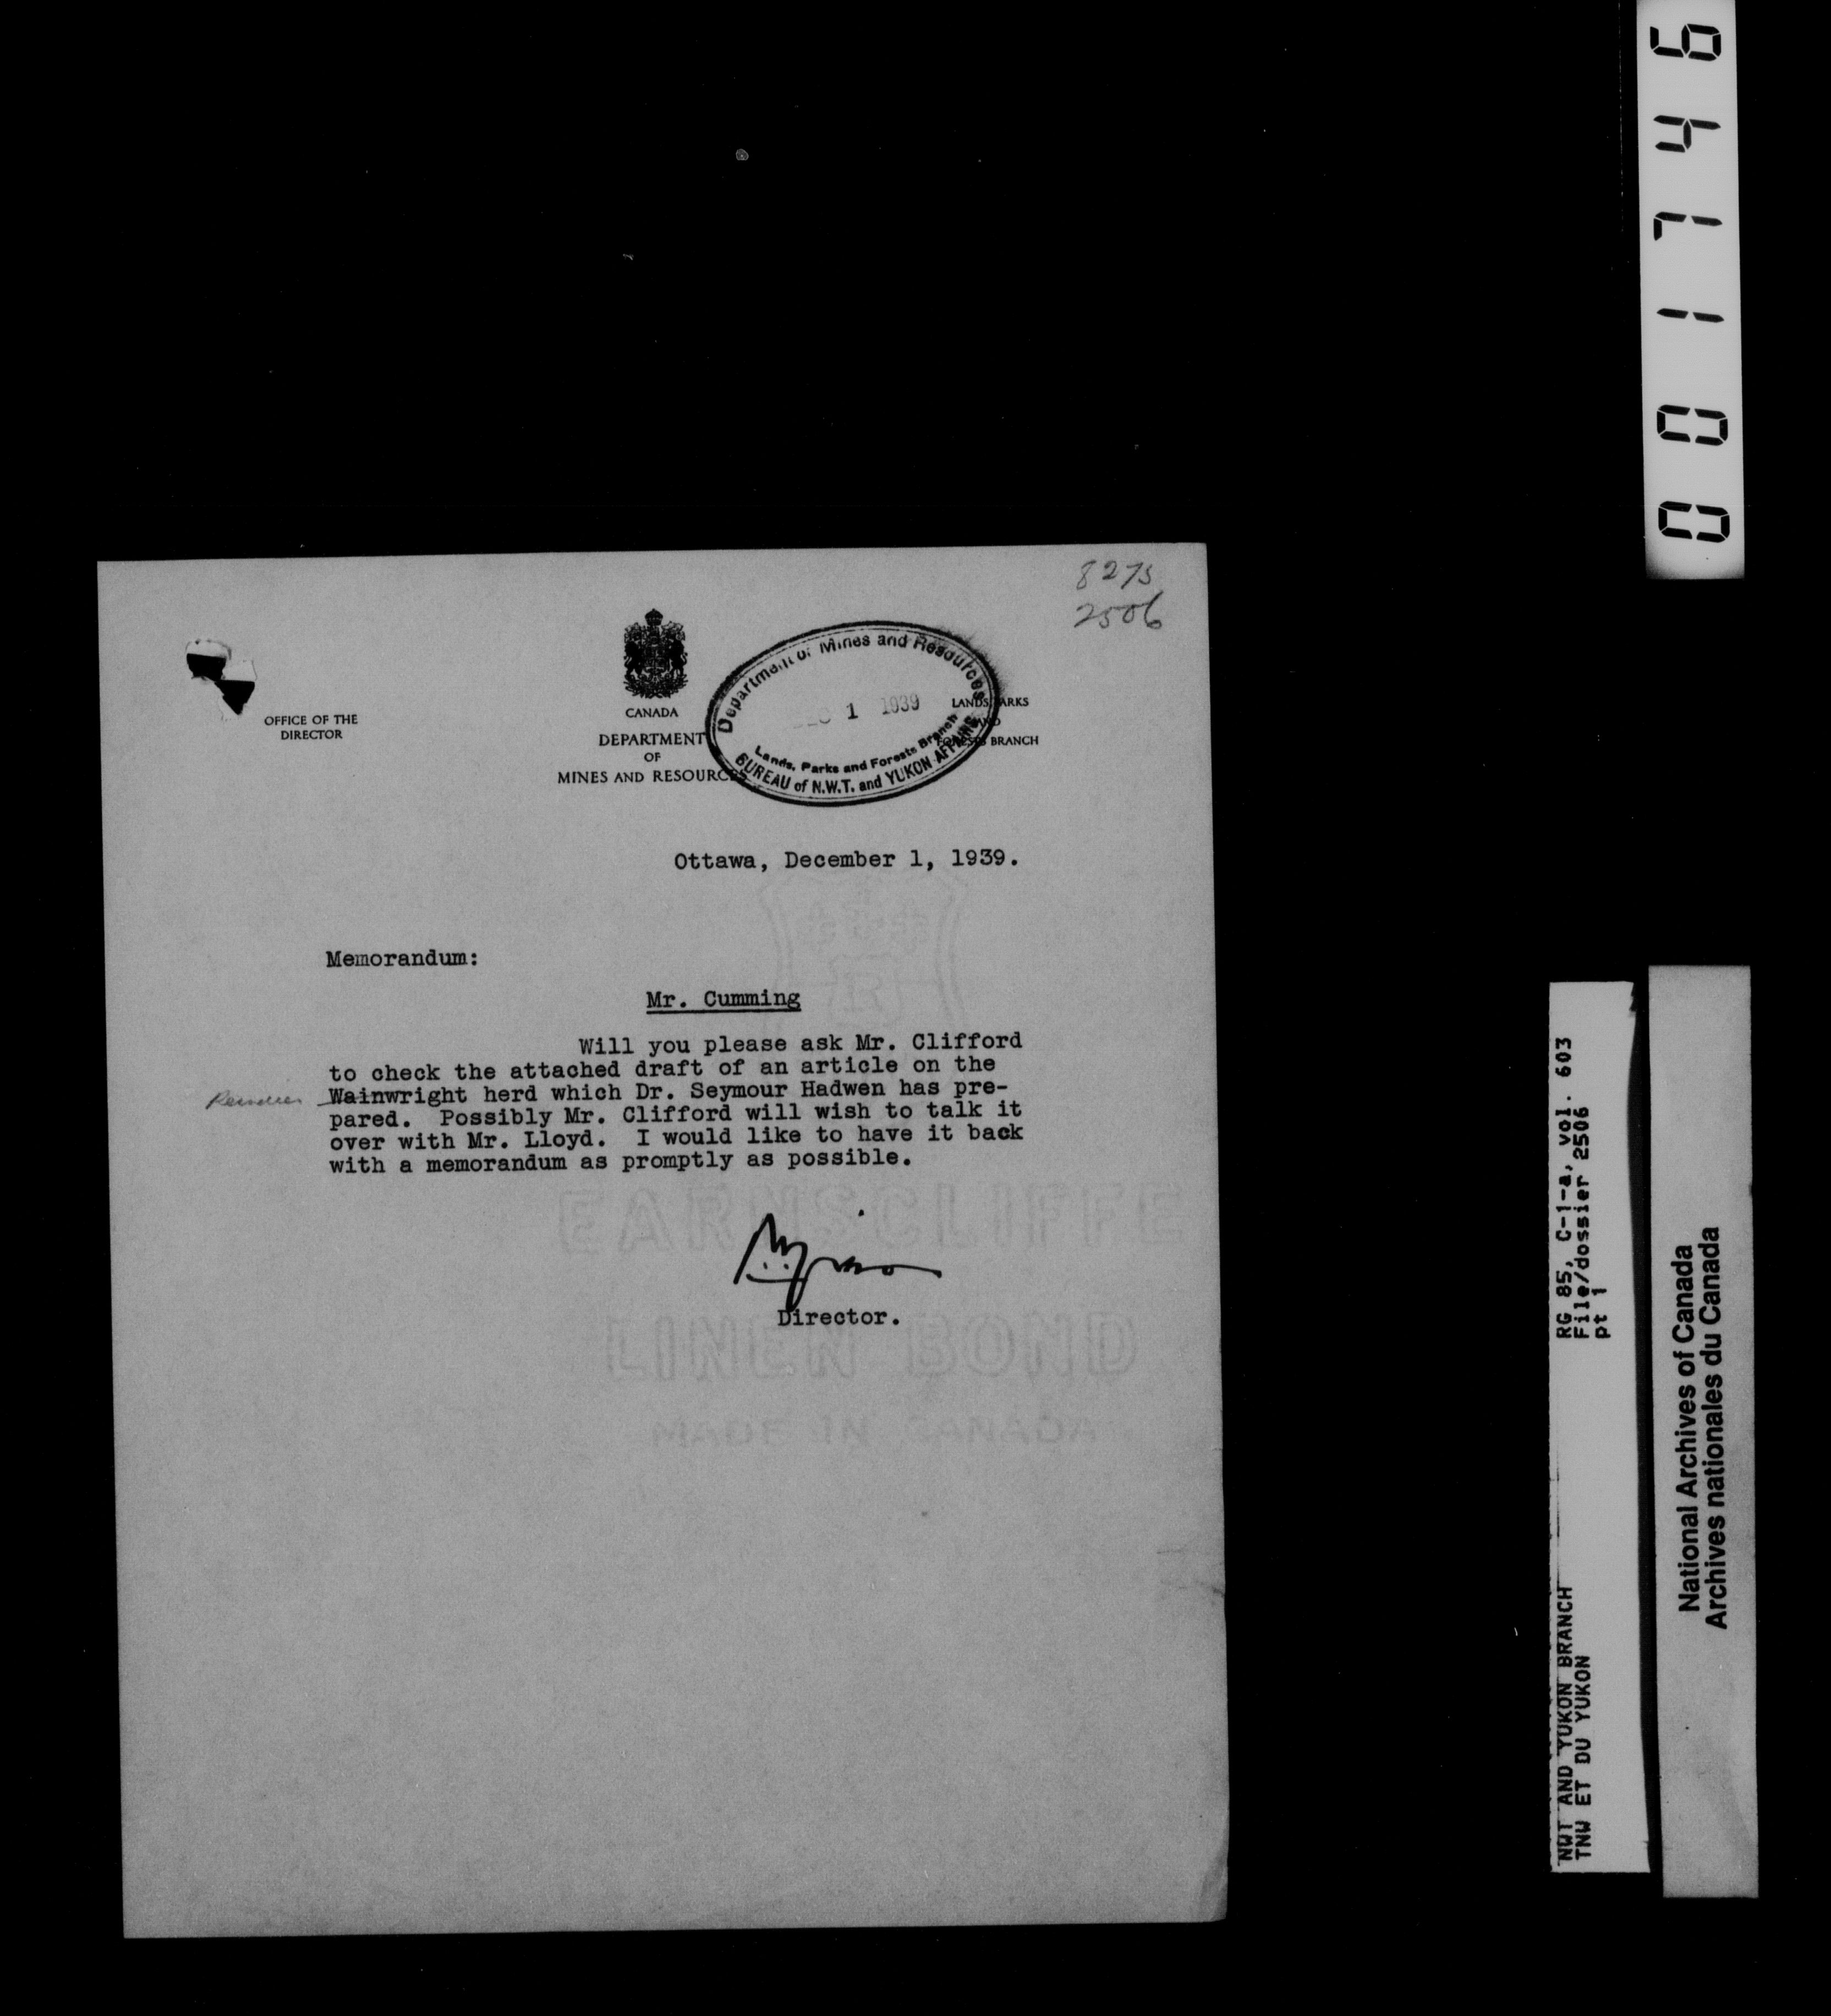 8275
2506
OFFICE OF THE
DIRECTOR
CANADA
DEPARTMENT
OF
MINES AND RESOURCES
LANDS, PARKS
AND
FORESTS BRANCH
Department of Mines and Resources
DEC 1 1939
Lands, Parks and Forests Branch
BUREAU of N.W.T. and YUKON AFFAIRS
Ottawa, December 1, 1939.
Memorandum:
Mr. Cumming
Will you please ask Mr. Clifford
to check the attached draft of an article on the
Reindeer Wainwright herd which Dr. Seymour Hadwen has pre-
pared. Possibly Mr. Clifford will wish to talk it
over with Mr. Lloyd. I would like to have it back
with a memorandum as promptly as possible.
Director.
EARNSCLIFFE
LINEN BOND
MADE IN CANADA
001746
RG 85, C-1-a, vol. 603
File/dossier 2506
pt 1
NWT AND YUKON BRANCH
TNW ET DU YUKON
National Archives of Canada
Archives nationales du Canada